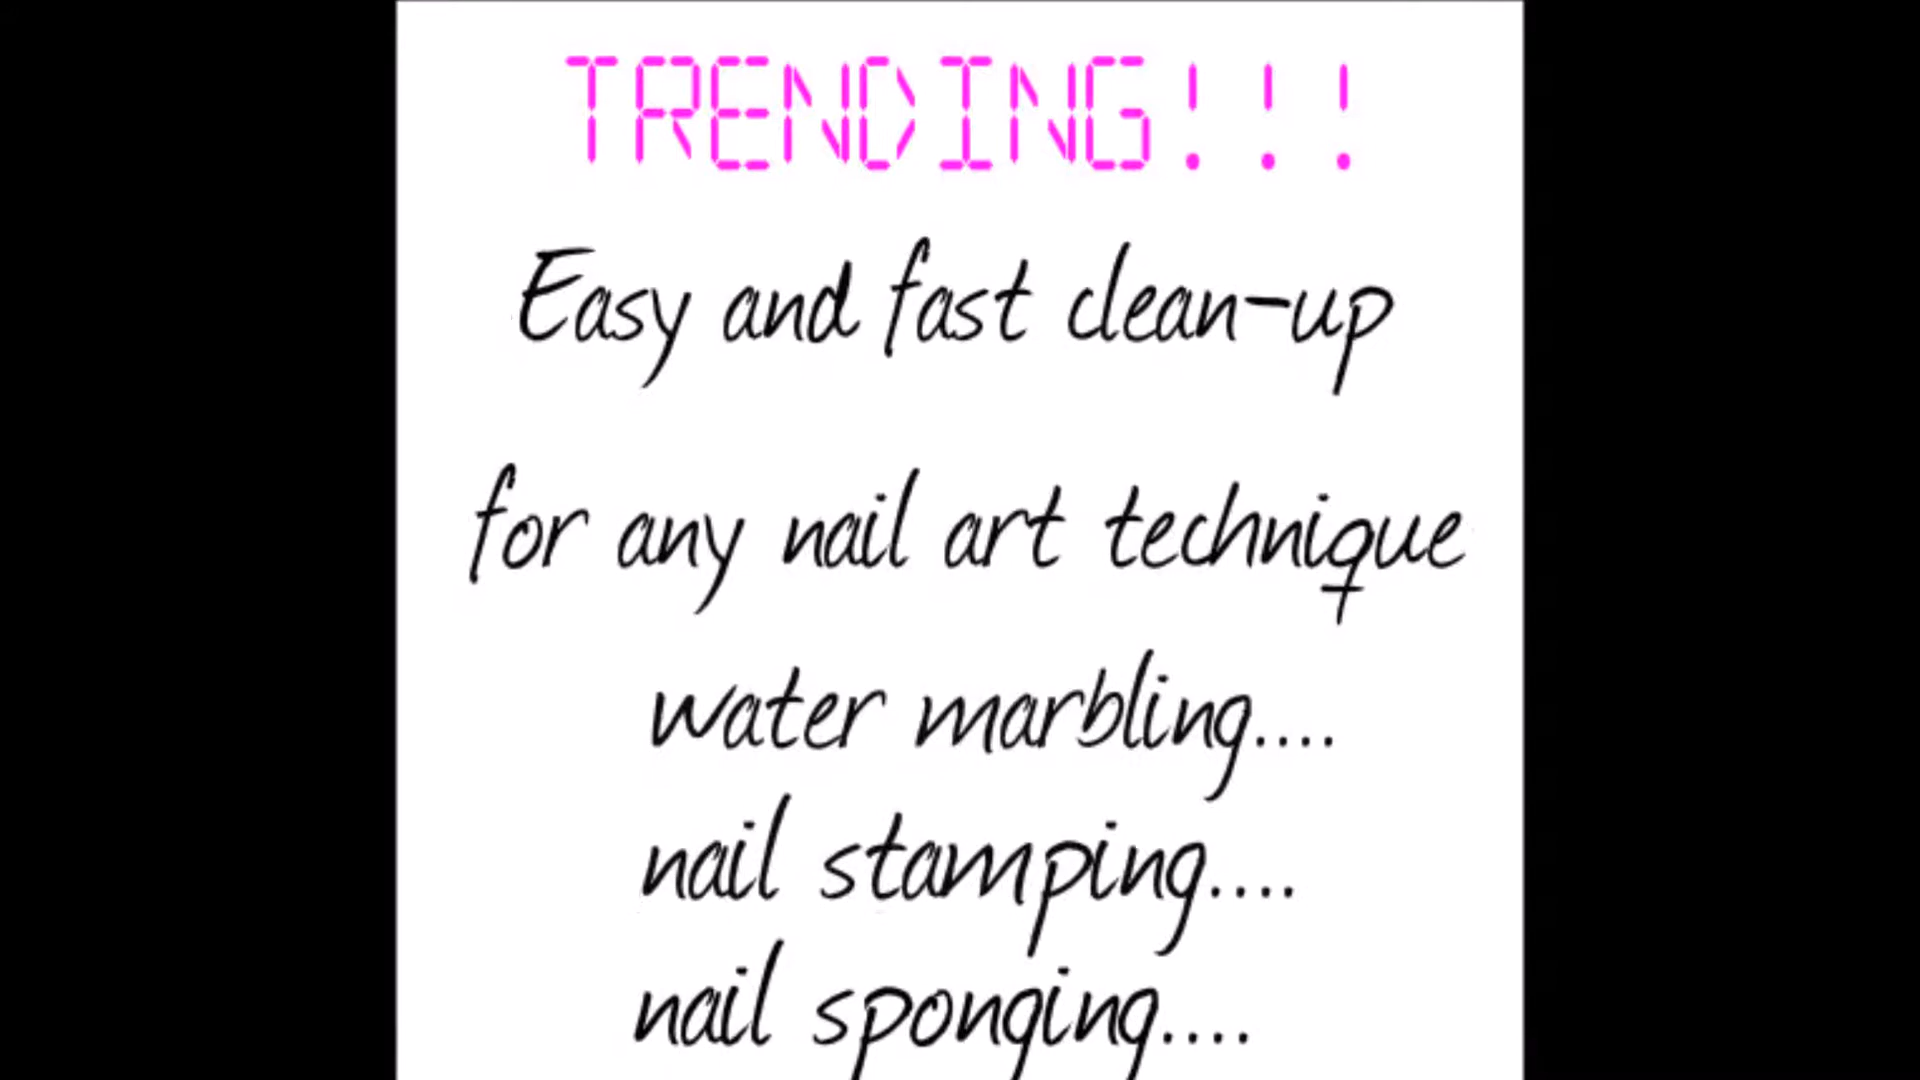 TRENDING!!!
Easy and fast clean-up
for any nail art technique
water marbling....
nail stamping....
nail sponging....